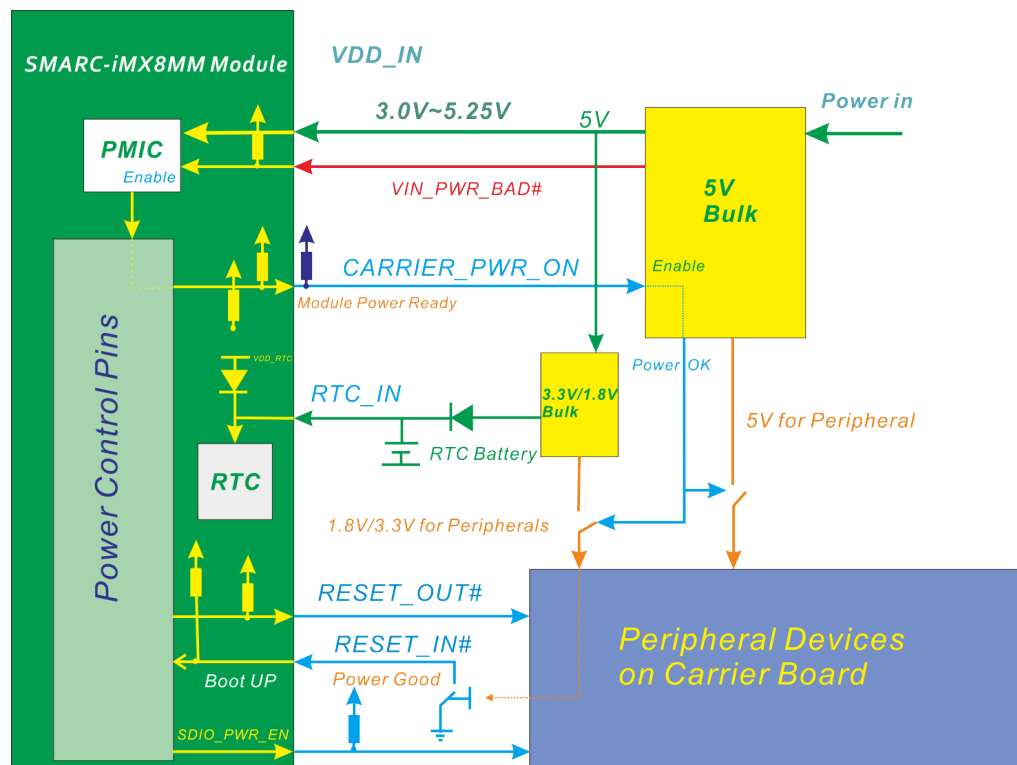 SMARC-iMX8MM Module
VDD_IN
Power in
3.0V~5.25V
5V
PMIC
Enable
VIN_PWR_BAD#
5V
Bulk
CARRIER_PWR_ON
Enable
Module Power Ready
Power Control Pins
VDD_RTC
Power OK
RTC_IN
3.3V/1.8V
Bulk
5V for Peripheral
RTC Battery
RTC
1.8V/3.3V for Peripherals
RESET_OUT#
RESET_IN#
Boot UP
Power Good
Peripheral Devices
on Carrier Board
SDIO_PWR_EN